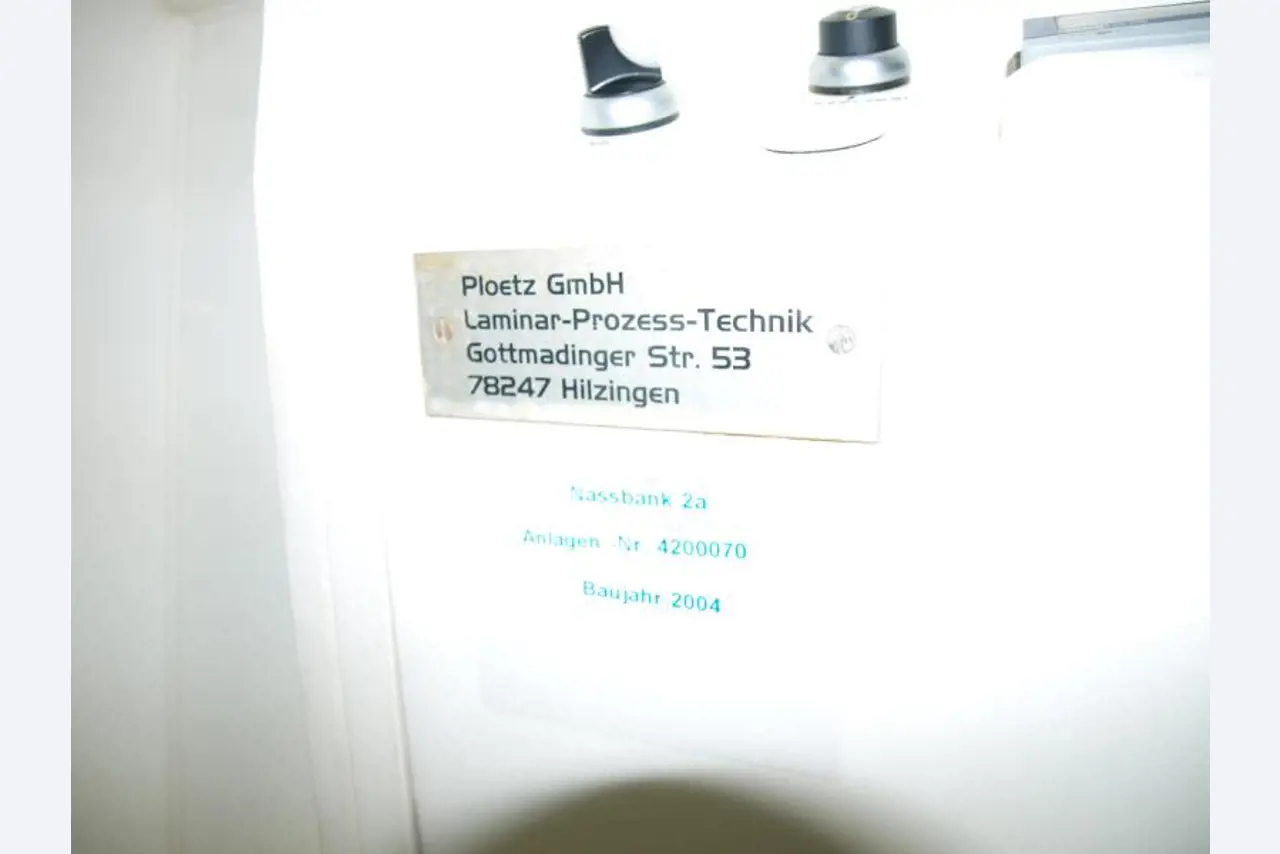 Ploetz GmbH
Laminar-Prozess-Technik
Gottmadinger Str. 53
78247 Hilzingen
Nassbank 2a
Anlagen -Nr. 4200070
Baujahr 2004